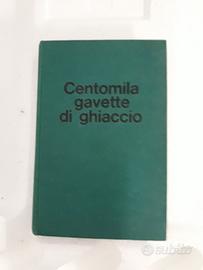 Centomila
gavette
di ghiaccio
subito